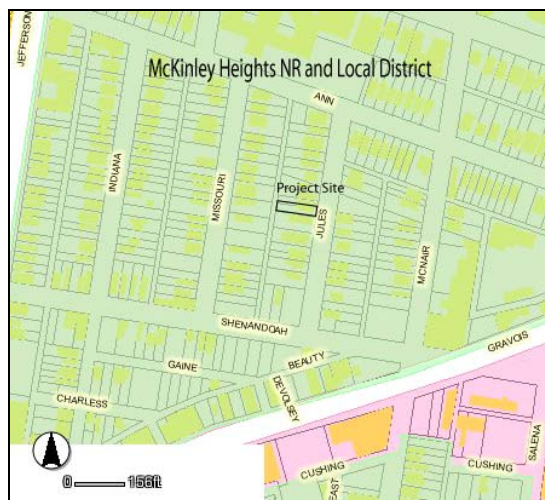 JEFFERSON
McKinley Heights NR and Local District
ANN
INDIANA
MISSOURI
Project Site
JULES
MCNAIR
SHENANDOAH
GRAVOIS
BEAUTY
GAINE
DEVOLSEY
CHARLESS
SALENA
CUSHING
CUSHING
EAST
0 156ft